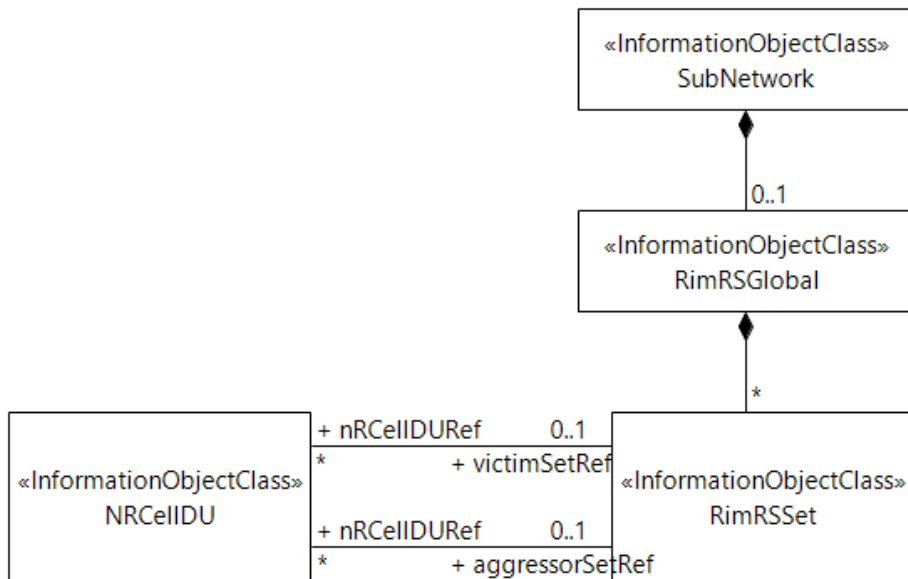 «InformationObjectClass»
SubNetwork
0..1
«InformationObjectClass»
RimRSGlobal
*
+ nRCellDURef 0..1
* + victimSetRef
«InformationObjectClass»
NRCellDU
«InformationObjectClass»
RimRSSet
+ nRCellDURef 0..1
* + aggressorSetRef